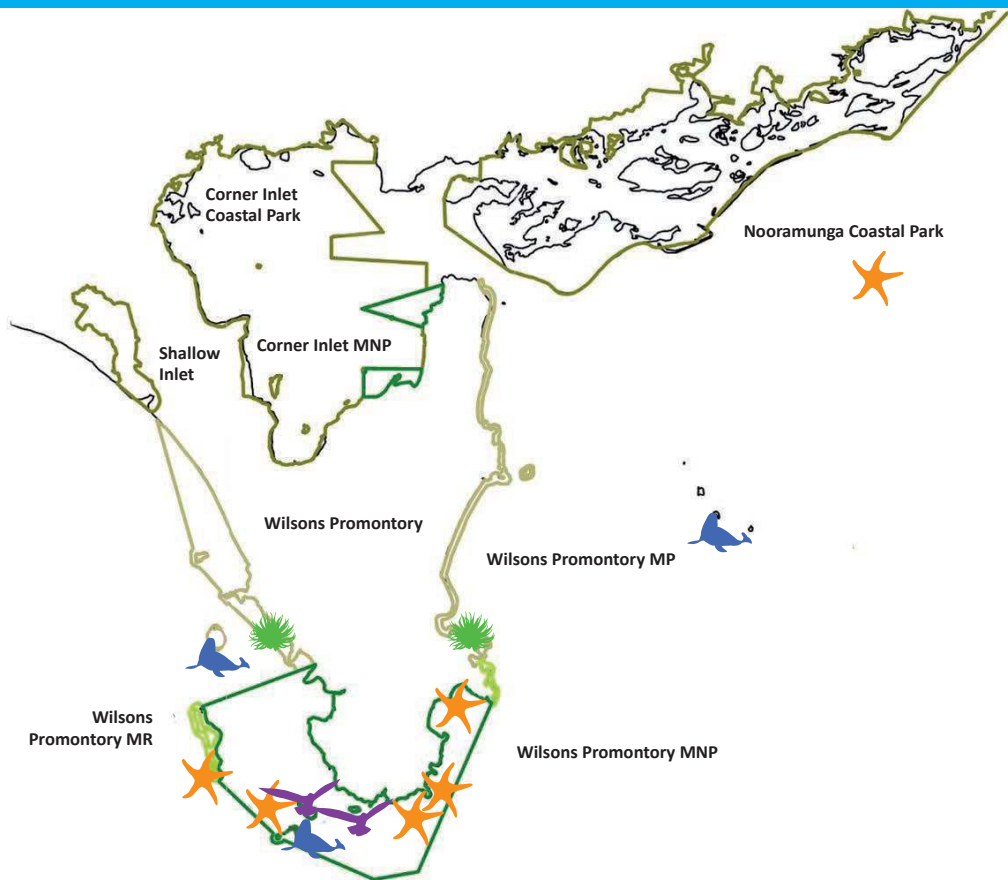 Corner Inlet
Coastal Park
Nooramunga Coastal Park
Shallow
Inlet
Corner Inlet MNP
Wilsons Promontory
Wilsons Promontory MP
Wilsons
Promontory MR
Wilsons Promontory MNP